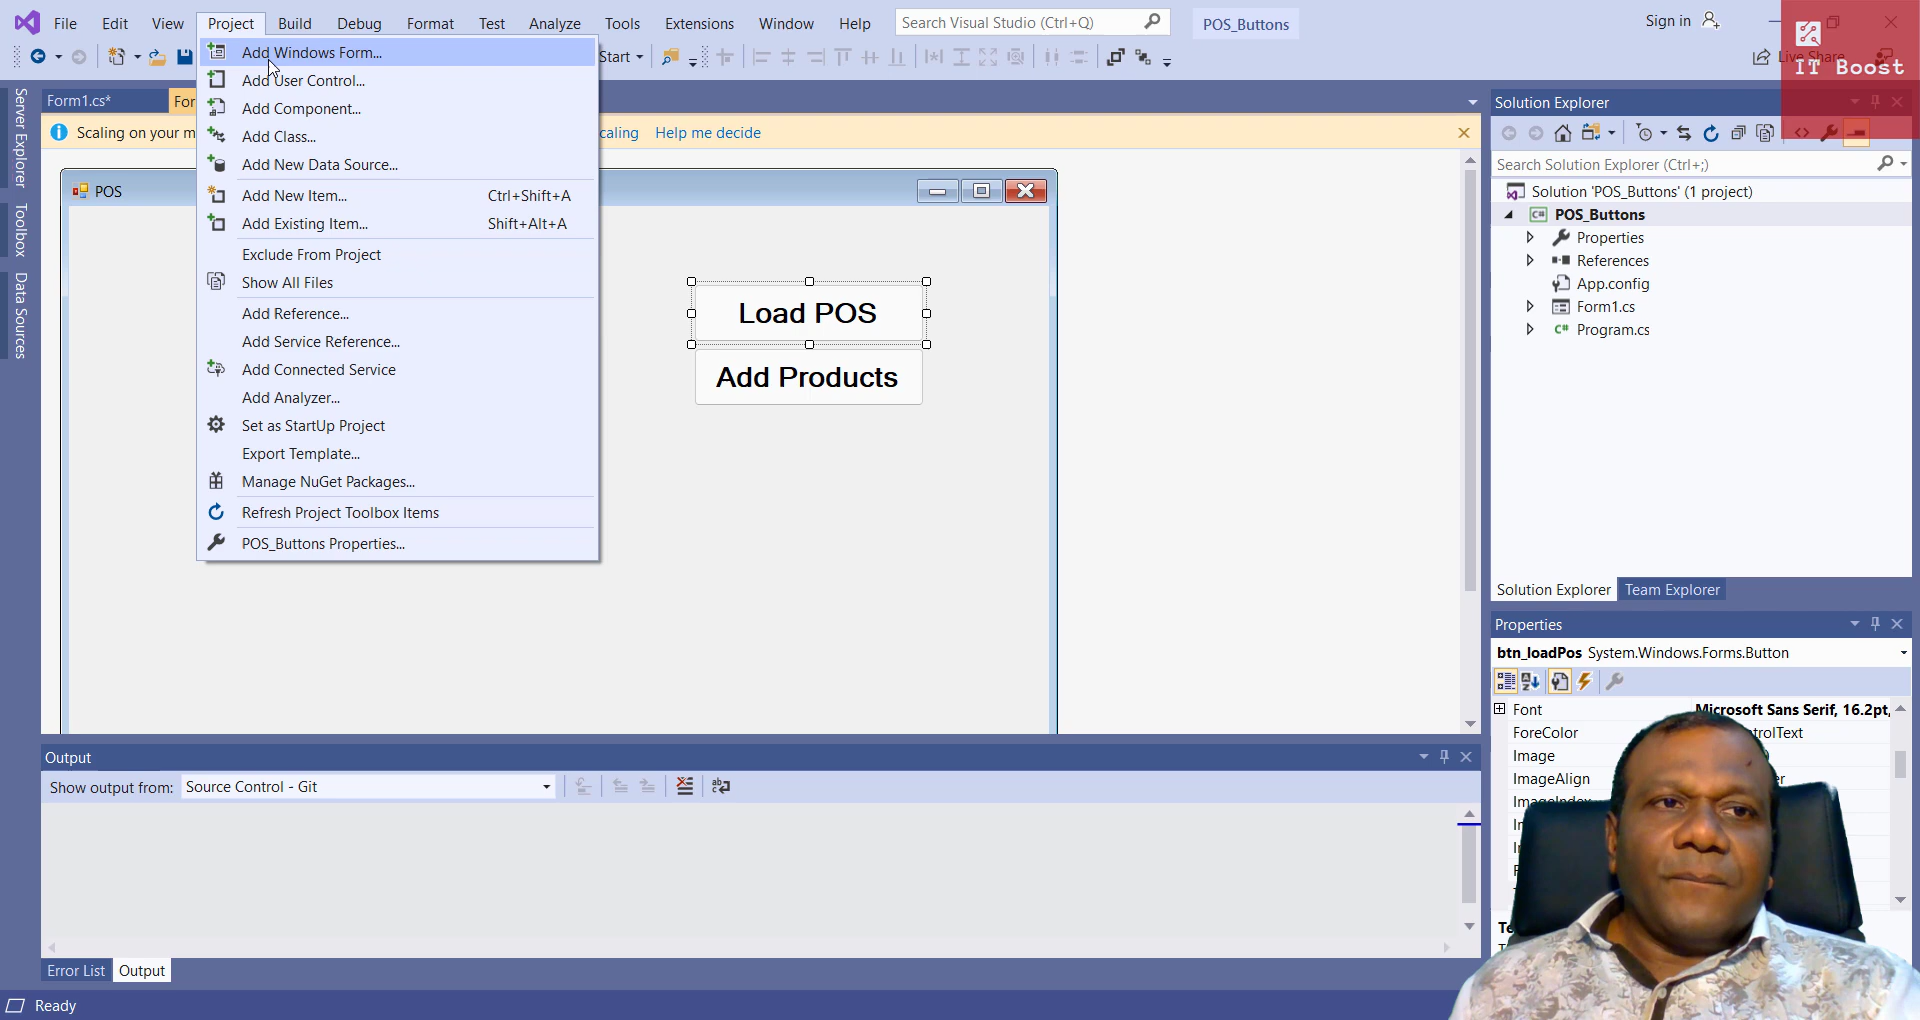 File Edit View Project Build Debug Format Test Analyze Tools Extensions Window Help Search Visual Studio (Ctrl+Q) POS_Buttons Sign in
Start
Live Share
IT Boost
Add Windows Form...
Add User Control...
Add Component...
Add Class...
Add New Data Source...
Add New Item... Ctrl+Shift+A
Add Existing Item... Shift+Alt+A
Exclude From Project
Show All Files
Add Reference...
Add Service Reference...
Add Connected Service
Add Analyzer...
Set as StartUp Project
Export Template...
Manage NuGet Packages...
Refresh Project Toolbox Items
POS_Buttons Properties...
Server Explorer
Toolbox
Data Sources
Form1.cs* For
Scaling on your m caling Help me decide
POS
Load POS
Add Products
Solution Explorer
Search Solution Explorer (Ctrl+;)
Solution 'POS_Buttons' (1 project)
C# POS_Buttons
Properties
References
App.config
Form1.cs
C# Program.cs
Solution Explorer Team Explorer
Properties
btn_loadPos System.Windows.Forms.Button
Font Microsoft Sans Serif, 16.2pt,
ForeColor trolText
Image
ImageAlign er
ImageIndex
Output
Show output from: Source Control - Git
Error List Output
Ready